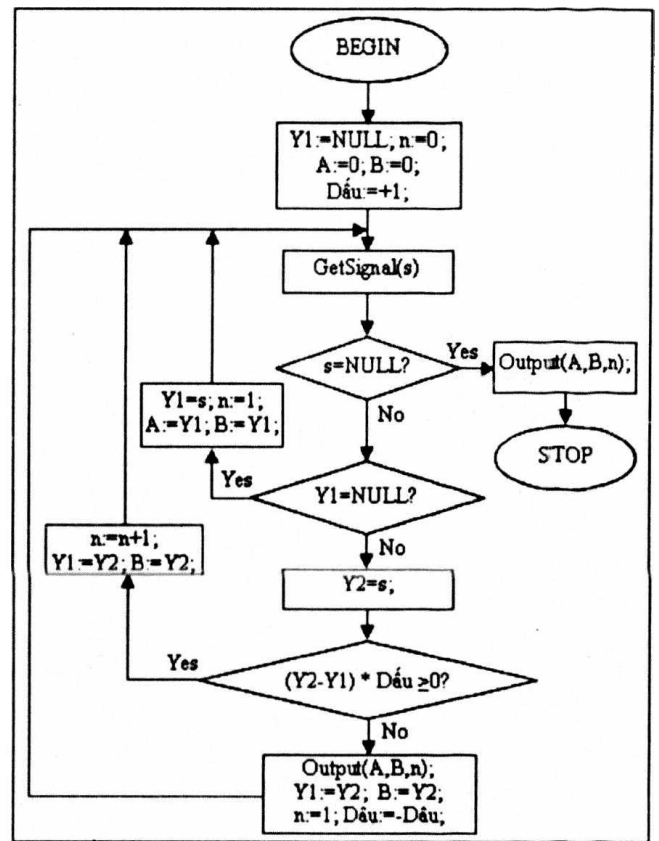 BEGIN
Y1:=NULL; n:=0;
A:=0; B:=0;
Dấu:=+1;
GetSignal(s)
s=NULL?
Yes
Output(A,B,n);
STOP
No
Y1=s; n:=1;
A:=Y1; B:=Y1;
Yes
Y1=NULL?
No
n:=n+1;
Y1:=Y2; B:=Y2;
Y2=s;
Yes
(Y2-Y1) * Dấu ≥0?
No
Output(A,B,n);
Y1:=Y2; B:=Y2;
n:=1; Dấu:=-Dấu;